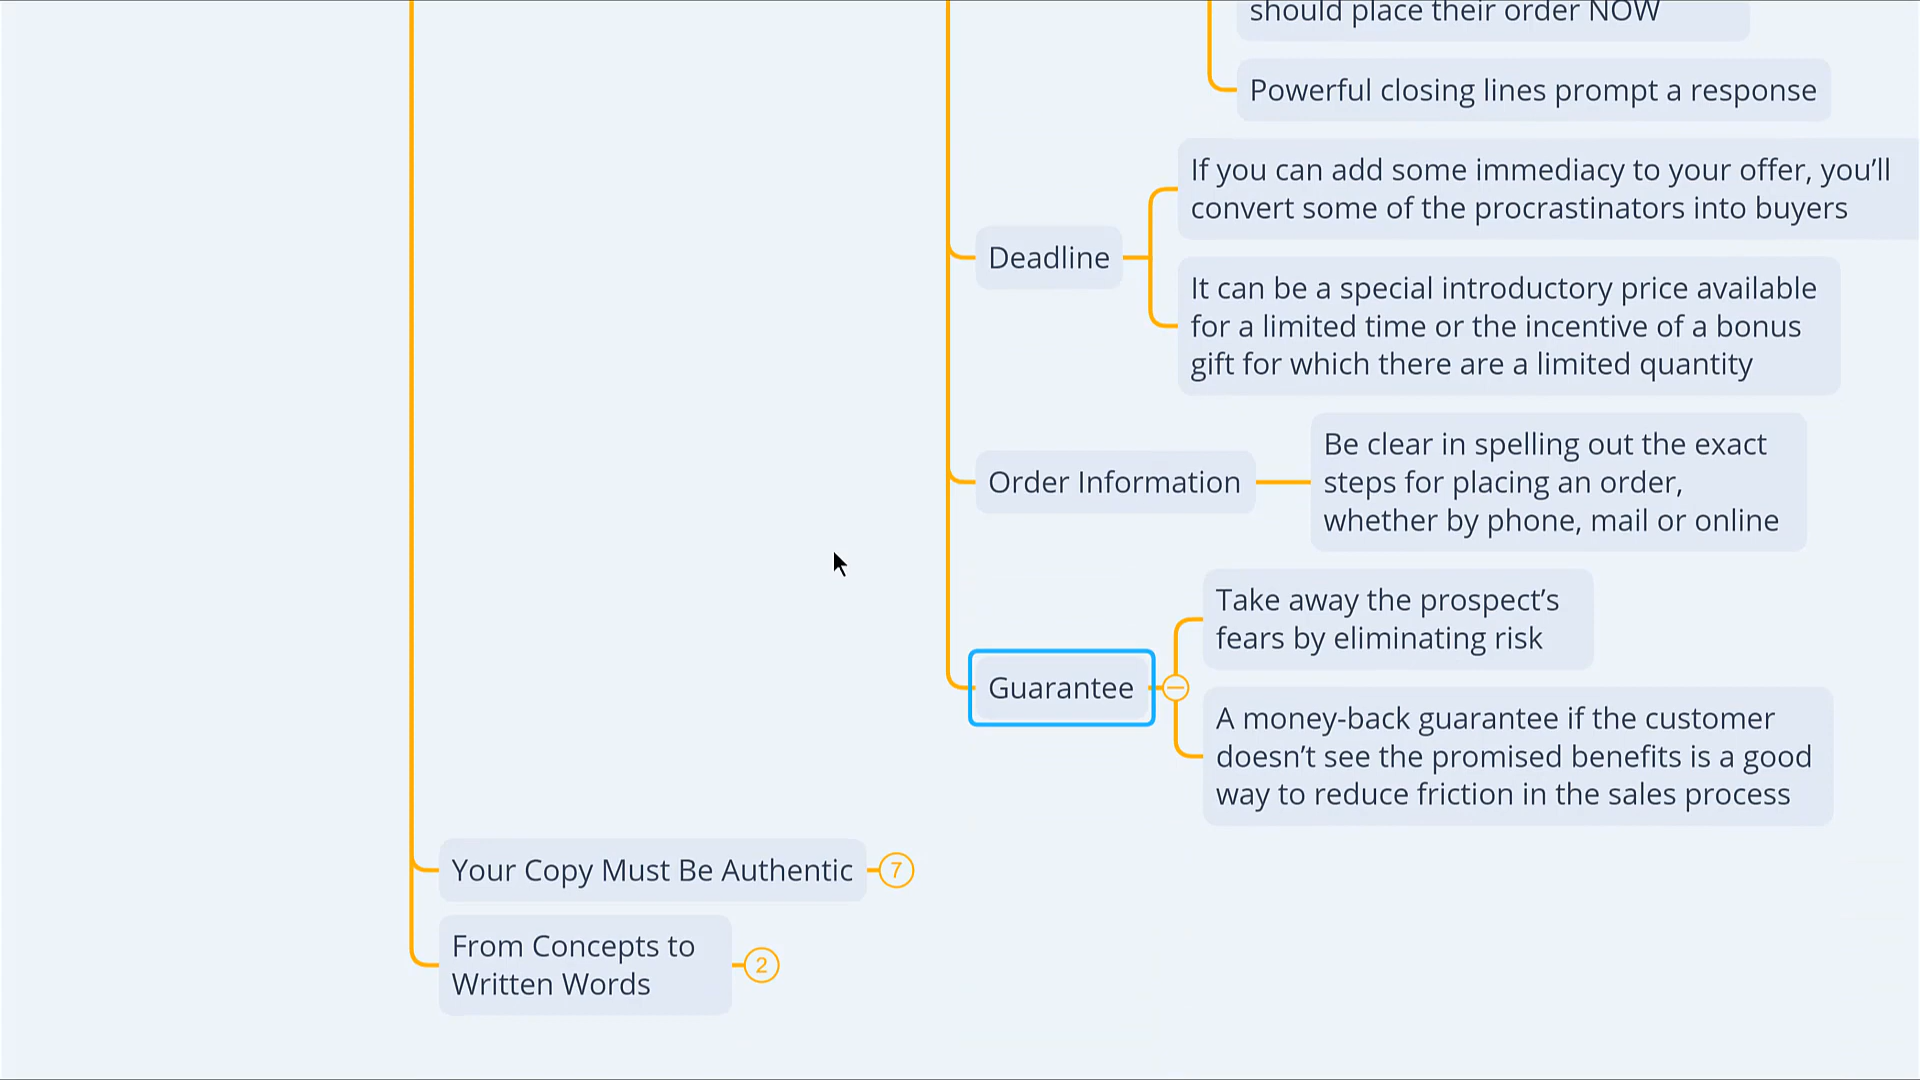 should place their order NOW
Powerful closing lines prompt a response
Deadline
If you can add some immediacy to your offer, you’ll
convert some of the procrastinators into buyers
It can be a special introductory price available
for a limited time or the incentive of a bonus
gift for which there are a limited quantity
Order Information
Be clear in spelling out the exact
steps for placing an order,
whether by phone, mail or online
Guarantee
Take away the prospect’s
fears by eliminating risk
A money-back guarantee if the customer
doesn’t see the promised benefits is a good
way to reduce friction in the sales process
Your Copy Must Be Authentic
7
From Concepts to
Written Words
2